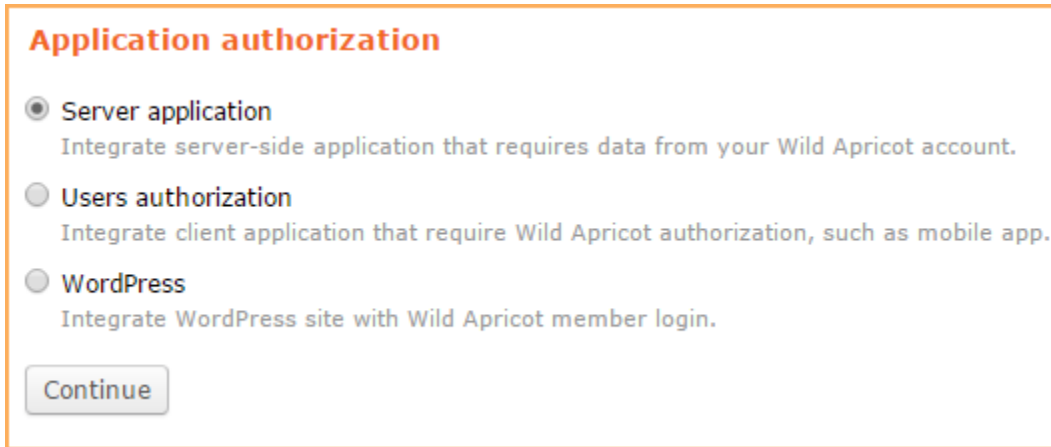 Application authorization
Server application
Integrate server-side application that requires data from your Wild Apricot account.
Users authorization
Integrate client application that require Wild Apricot authorization, such as mobile app.
WordPress
Integrate WordPress site with Wild Apricot member login.
Continue